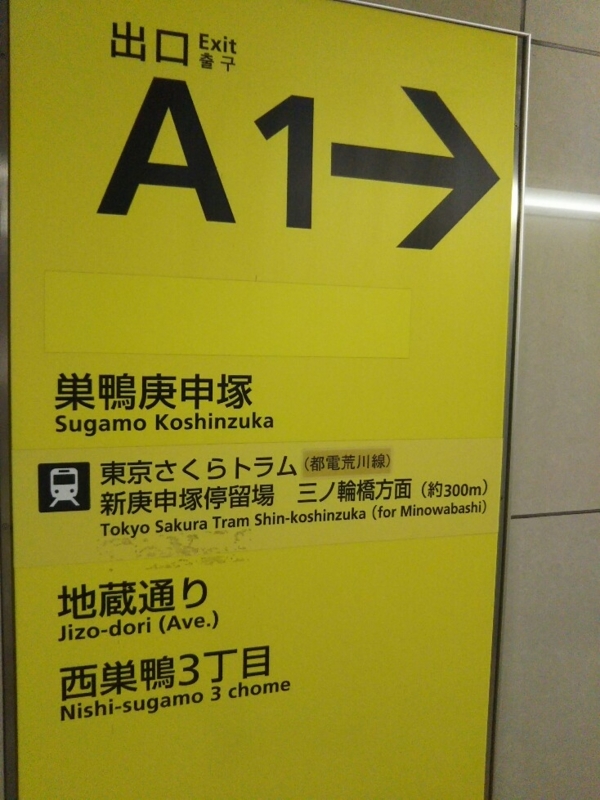 出口 Exit
출구
A1
巣鴨庚申塚
Sugamo Koshinzuka
東京さくらトラム（都電荒川線）
新庚申塚停留場 三ノ輪橋方面（約300m）
Tokyo Sakura Tram Shin-koshinzuka (for Minowabashi)
地蔵通り
Jizo-dori (Ave.)
西巣鴨3丁目
Nishi-sugamo 3 chome